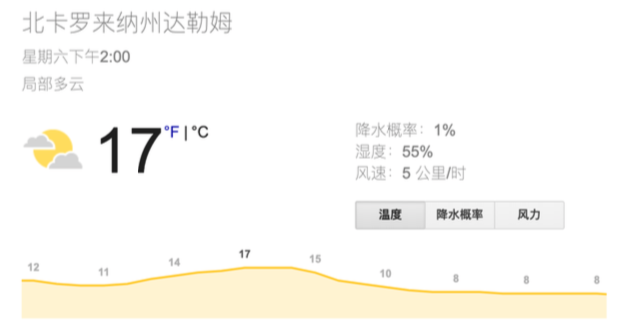 北卡罗来纳州达勒姆
星期六下午2:00
局部多云
17 °F | °C
降水概率：1%
湿度：55%
风速：5 公里/时
温度 降水概率 风力
12 11 14 17 15 10 8 8 8